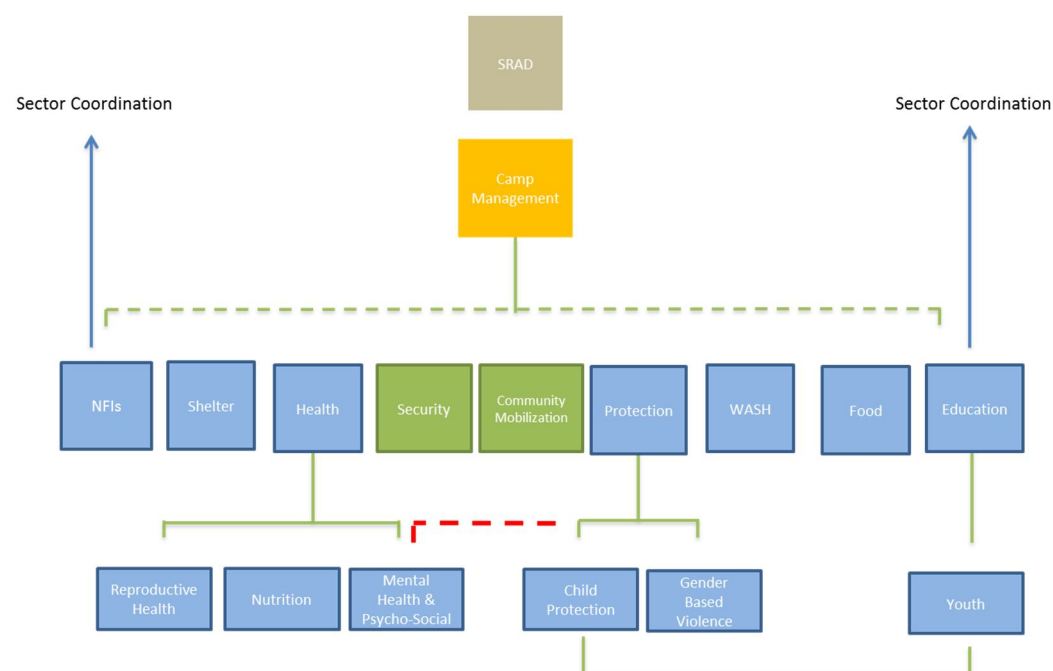 SRAD
Sector Coordination
Sector Coordination
Camp
Management
NFIs
Shelter
Health
Security
Community
Mobilization
Protection
WASH
Food
Education
Reproductive
Health
Nutrition
Mental
Health &
Psycho-Social
Child
Protection
Gender
Based
Violence
Youth